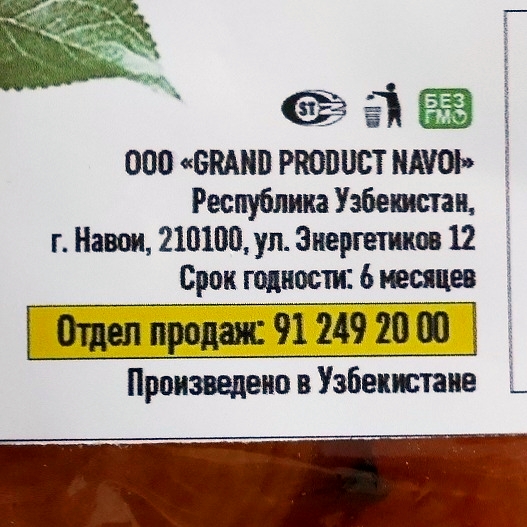 ST
БЕЗ
ГМО
ООО «GRAND PRODUCT NAVOI»
Республика Узбекистан,
г. Навои, 210100, ул. Энергетиков 12
Срок годности: 6 месяцев
Отдел продаж: 91 249 20 00
Произведено в Узбекистане